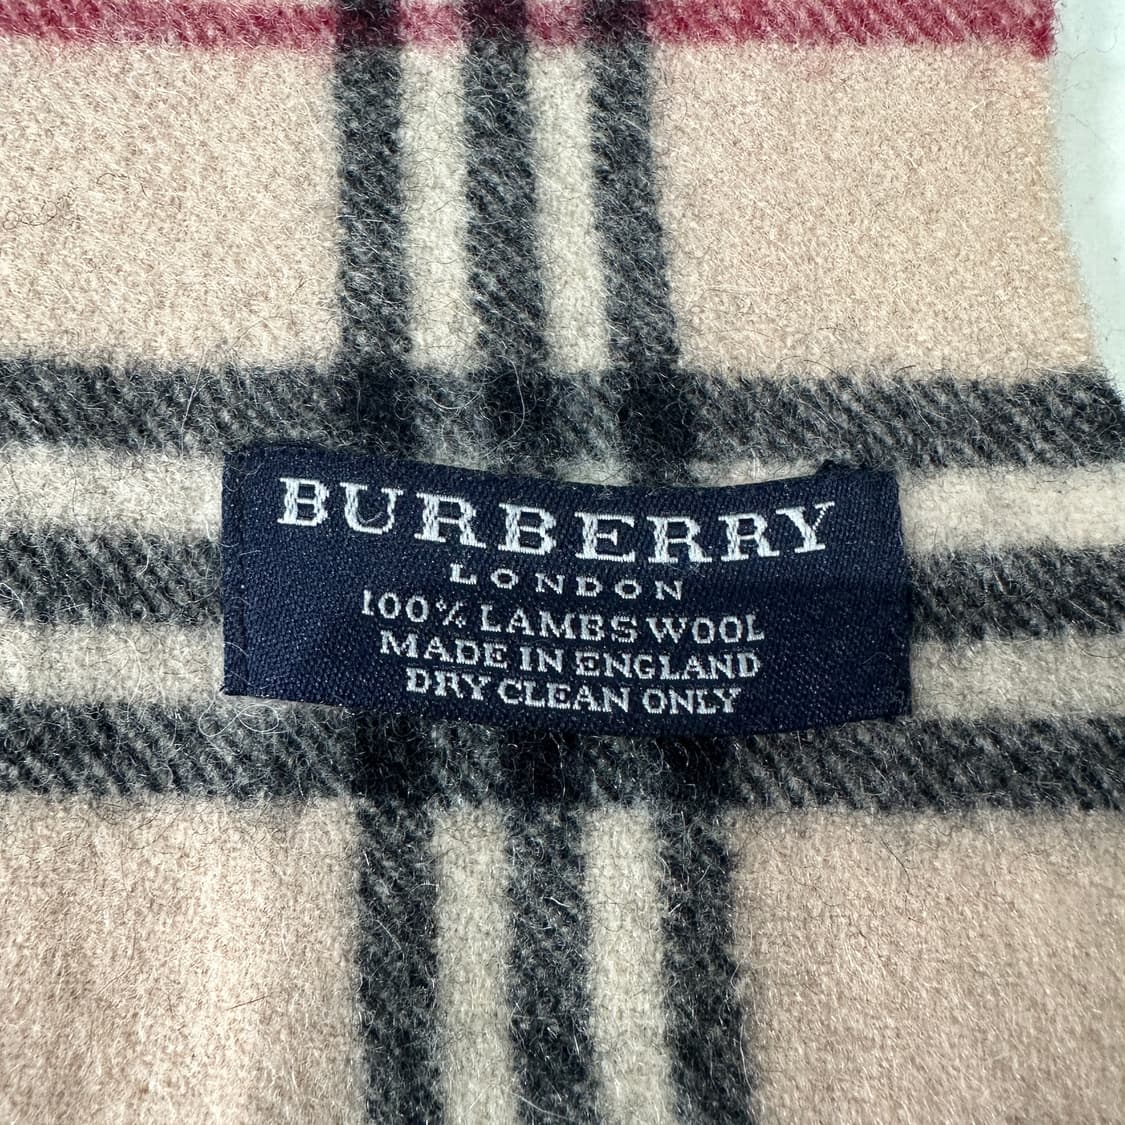 BURBERRY
LONDON
100% LAMBSWOOL
MADE IN ENGLAND
DRY CLEAN ONLY